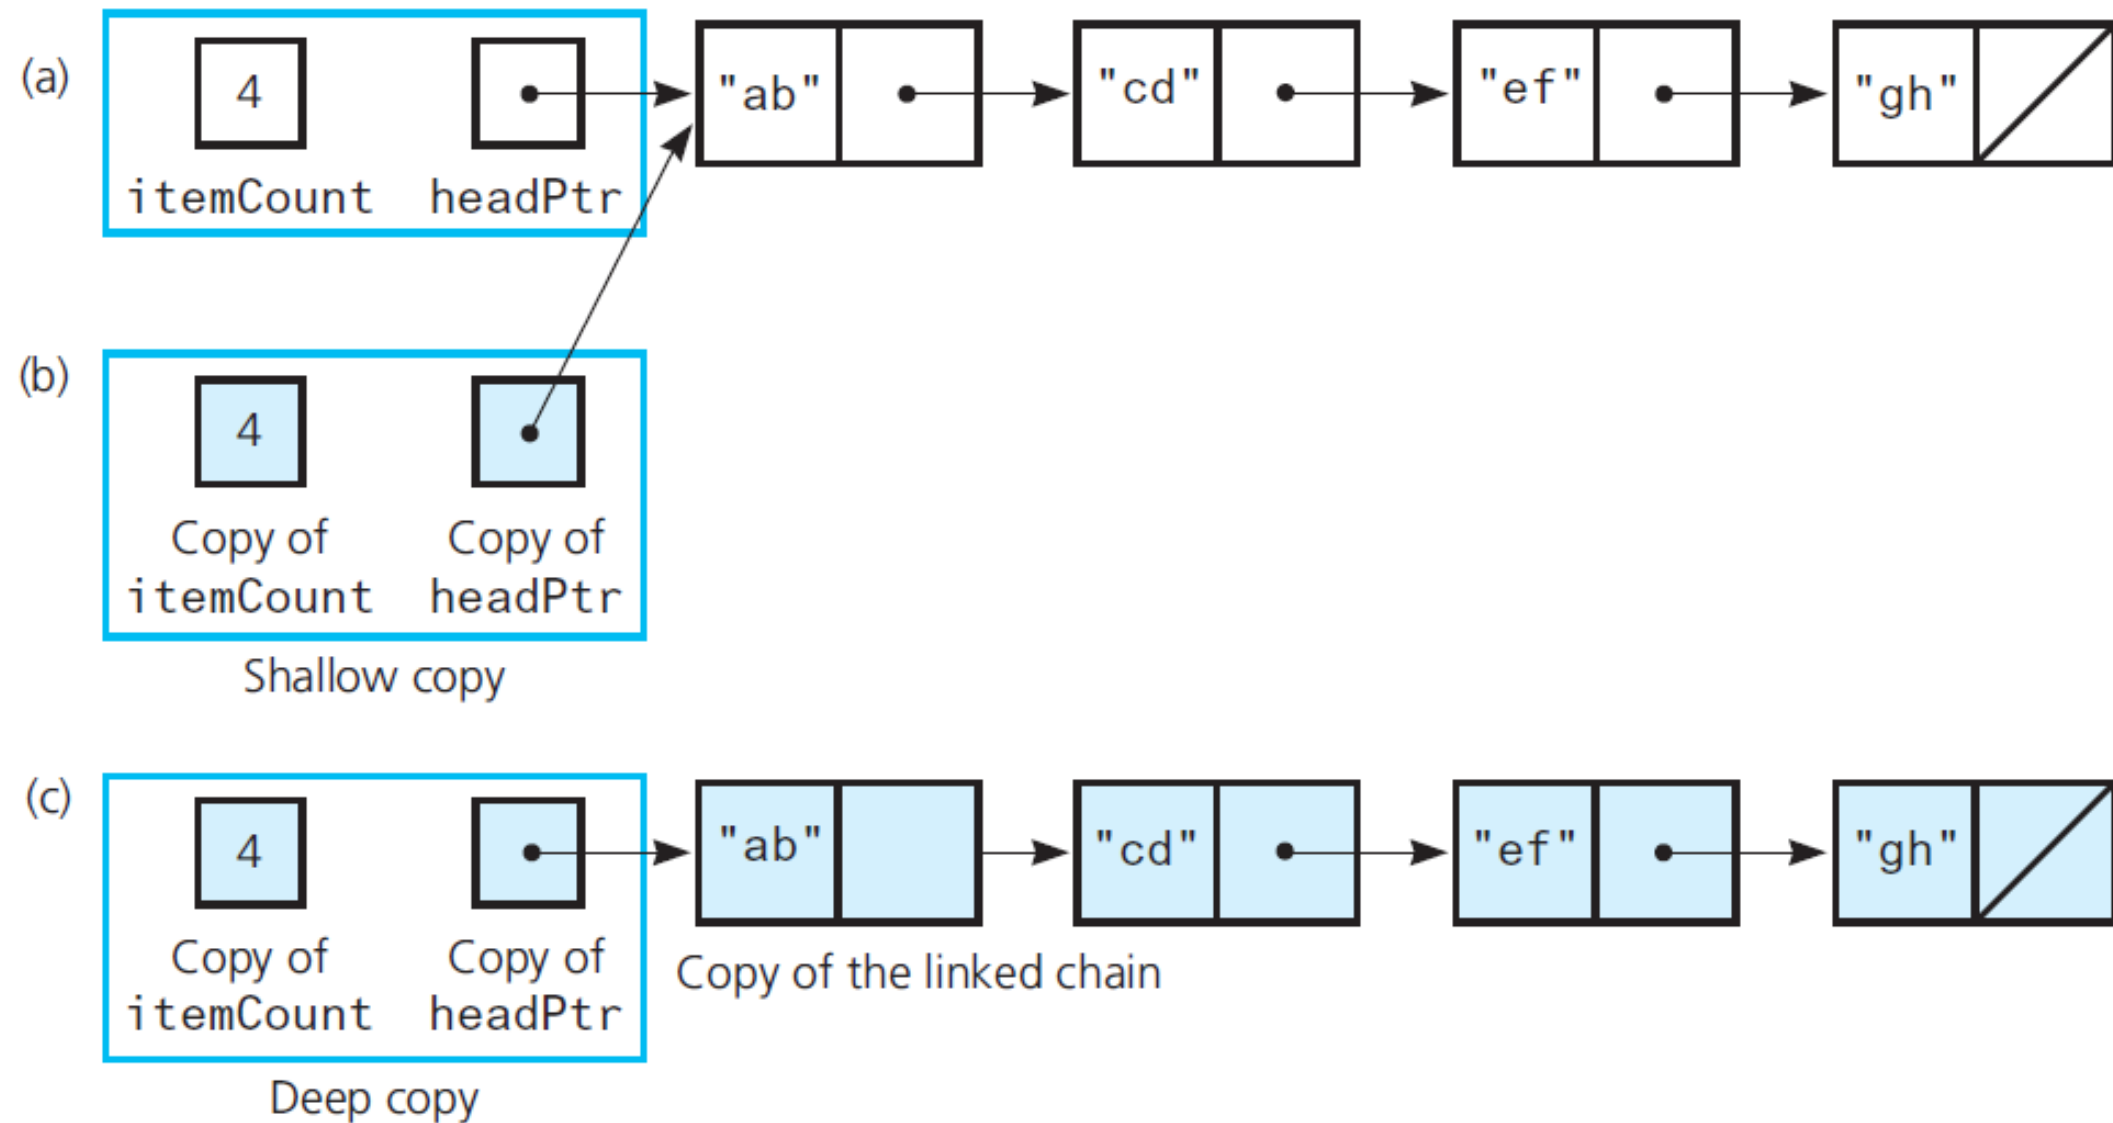 (a)
4
"ab"
"cd"
"ef"
"gh"
itemCount
headPtr
(b)
4
Copy of
itemCount
Copy of
headPtr
Shallow copy
(c)
4
"ab"
"cd"
"ef"
"gh"
Copy of
itemCount
Copy of
headPtr
Copy of the linked chain
Deep copy